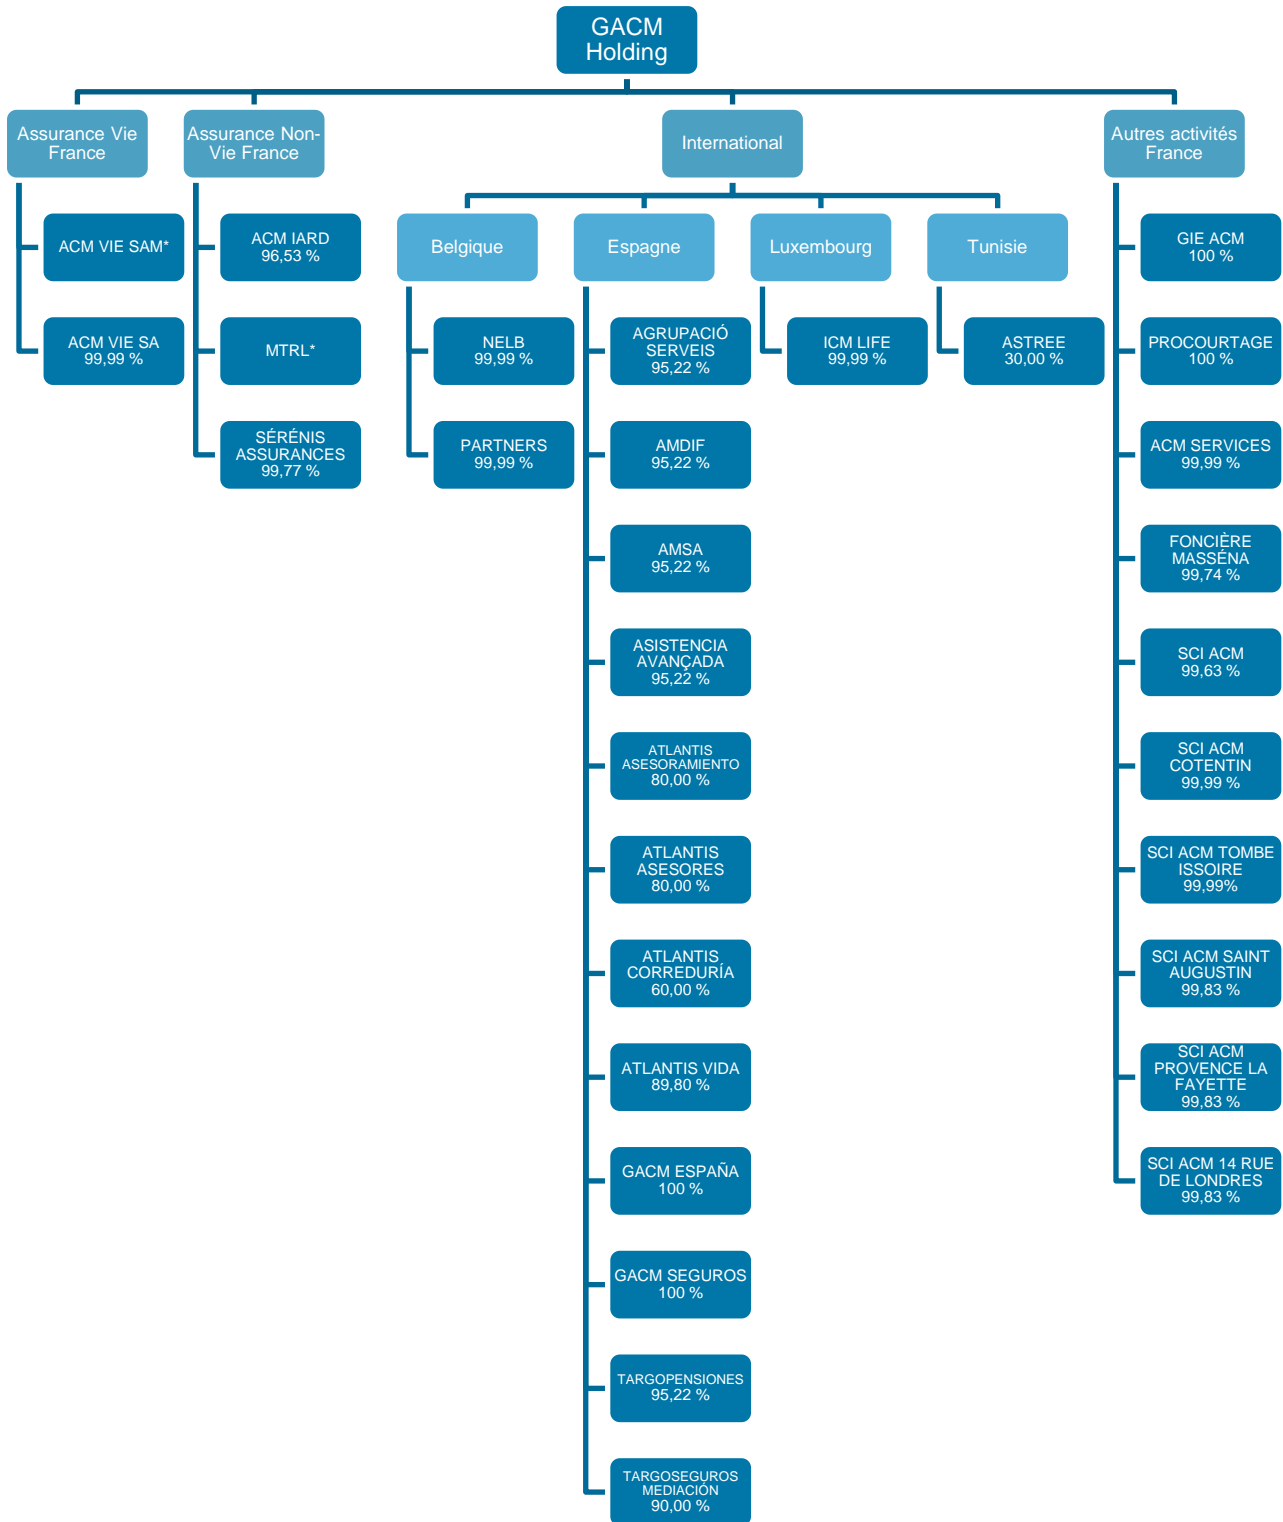 GACM
Holding
Assurance Vie
France
Assurance Non-
Vie France
International
Autres activités
France
ACM VIE SAM*
ACM VIE SA
99,99 %
ACM IARD
96,53 %
MTRL*
SÉRÉNIS
ASSURANCES
99,77 %
Belgique
NELB
99,99 %
PARTNERS
99,99 %
Espagne
AGRUPACIÓ
SERVEIS
95,22 %
AMDIF
95,22 %
AMSA
95,22 %
ASISTENCIA
AVANÇADA
95,22 %
ATLANTIS
ASESORAMIENTO
80,00 %
ATLANTIS
ASESORES
80,00 %
ATLANTIS
CORREDURÍA
60,00 %
ATLANTIS VIDA
89,80 %
GACM ESPAÑA
100 %
GACM SEGUROS
100 %
TARGOPENSIONES
95,22 %
TARGOSEGUROS
MEDIACIÓN
90,00 %
Luxembourg
ICM LIFE
99,99 %
Tunisie
ASTREE
30,00 %
GIE ACM
100 %
PROCOURTAGE
100 %
ACM SERVICES
99,99 %
FONCIÈRE
MASSÉNA
99,74 %
SCI ACM
99,63 %
SCI ACM
COTENTIN
99,99 %
SCI ACM TOMBE
ISSOIRE
99,99%
SCI ACM SAINT
AUGUSTIN
99,83 %
SCI ACM
PROVENCE LA
FAYETTE
99,83 %
SCI ACM 14 RUE
DE LONDRES
99,83 %